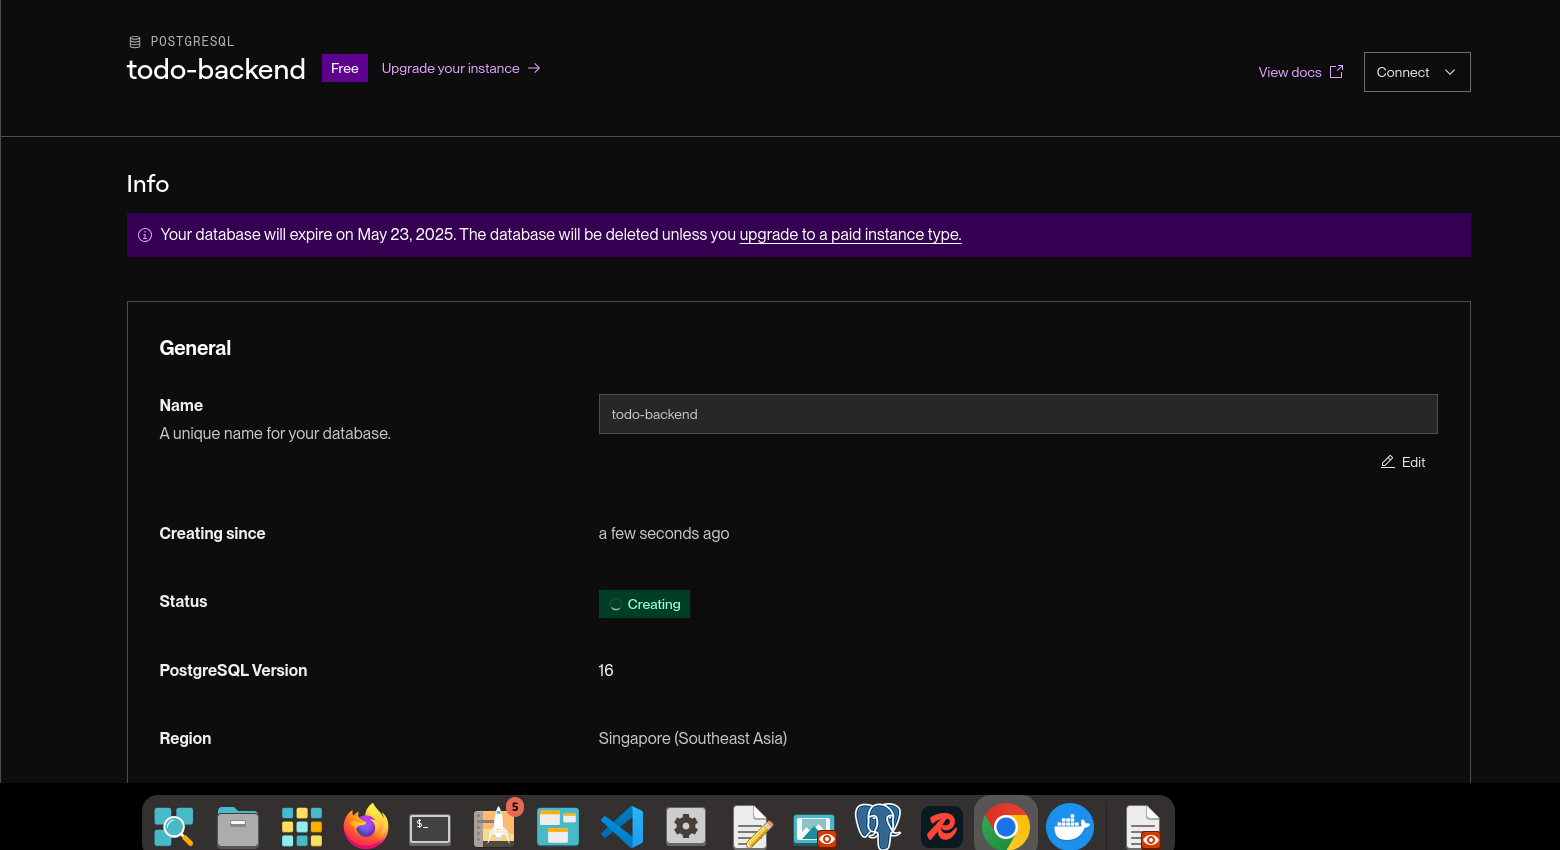 POSTGRESQL
todo-backend
Free
Upgrade your instance
View docs
Connect
Info
Your database will expire on May 23, 2025. The database will be deleted unless you upgrade to a paid instance type.
General
Name
todo-backend
A unique name for your database.
Edit
Creating since
a few seconds ago
Status
Creating
PostgreSQL Version
16
Region
Singapore (Southeast Asia)
5
$_